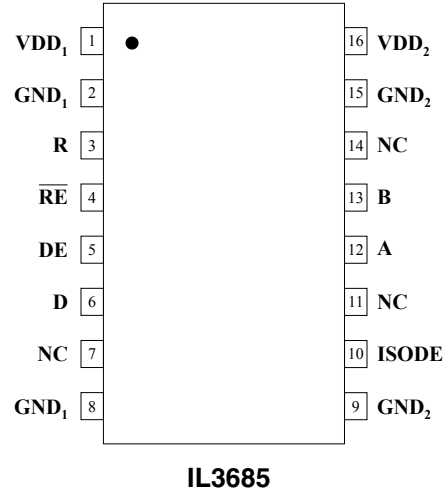 VDD₁ 1 16 VDD₂
GND₁ 2 15 GND₂
R 3 14 NC
R̅E̅ 4 13 B
DE 5 12 A
D 6 11 NC
NC 7 10 ISODE
GND₁ 8 9 GND₂
IL3685